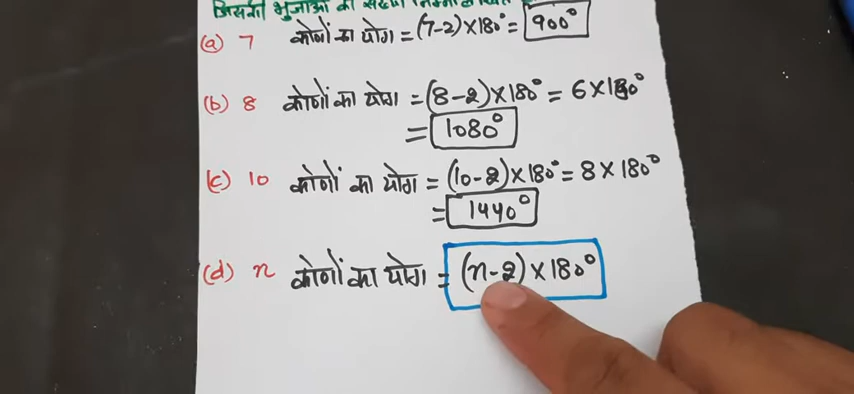 जिसकी भुजाओं की संख्या
(a) 7 कोणों का योग = (7-2)×180° = 900°
(b) 8 कोणों का योग = (8-2)×180° = 6×180°
= 1080°
(c) 10 कोणों का योग = (10-2)×180° = 8×180°
= 1440°
(d) n कोणों का योग = (n-2)×180°